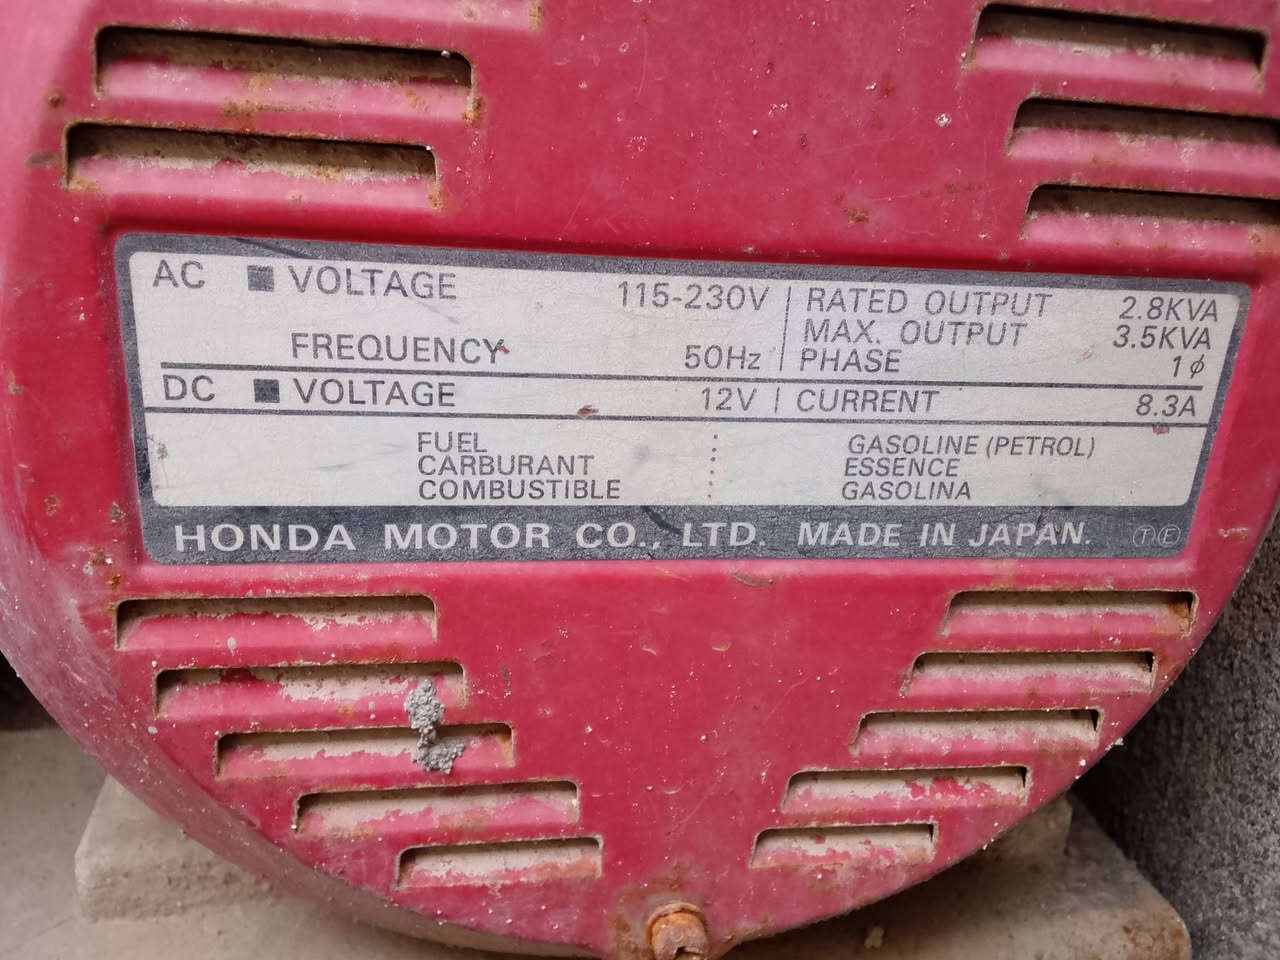 AC ■ VOLTAGE 115-230V RATED OUTPUT 2.8KVA
MAX. OUTPUT 3.5KVA
FREQUENCY 50Hz PHASE 1ϕ
DC ■ VOLTAGE 12V CURRENT 8.3A
FUEL : GASOLINE (PETROL)
CARBURANT : ESSENCE
COMBUSTIBLE : GASOLINA
HONDA MOTOR CO., LTD. MADE IN JAPAN. TE